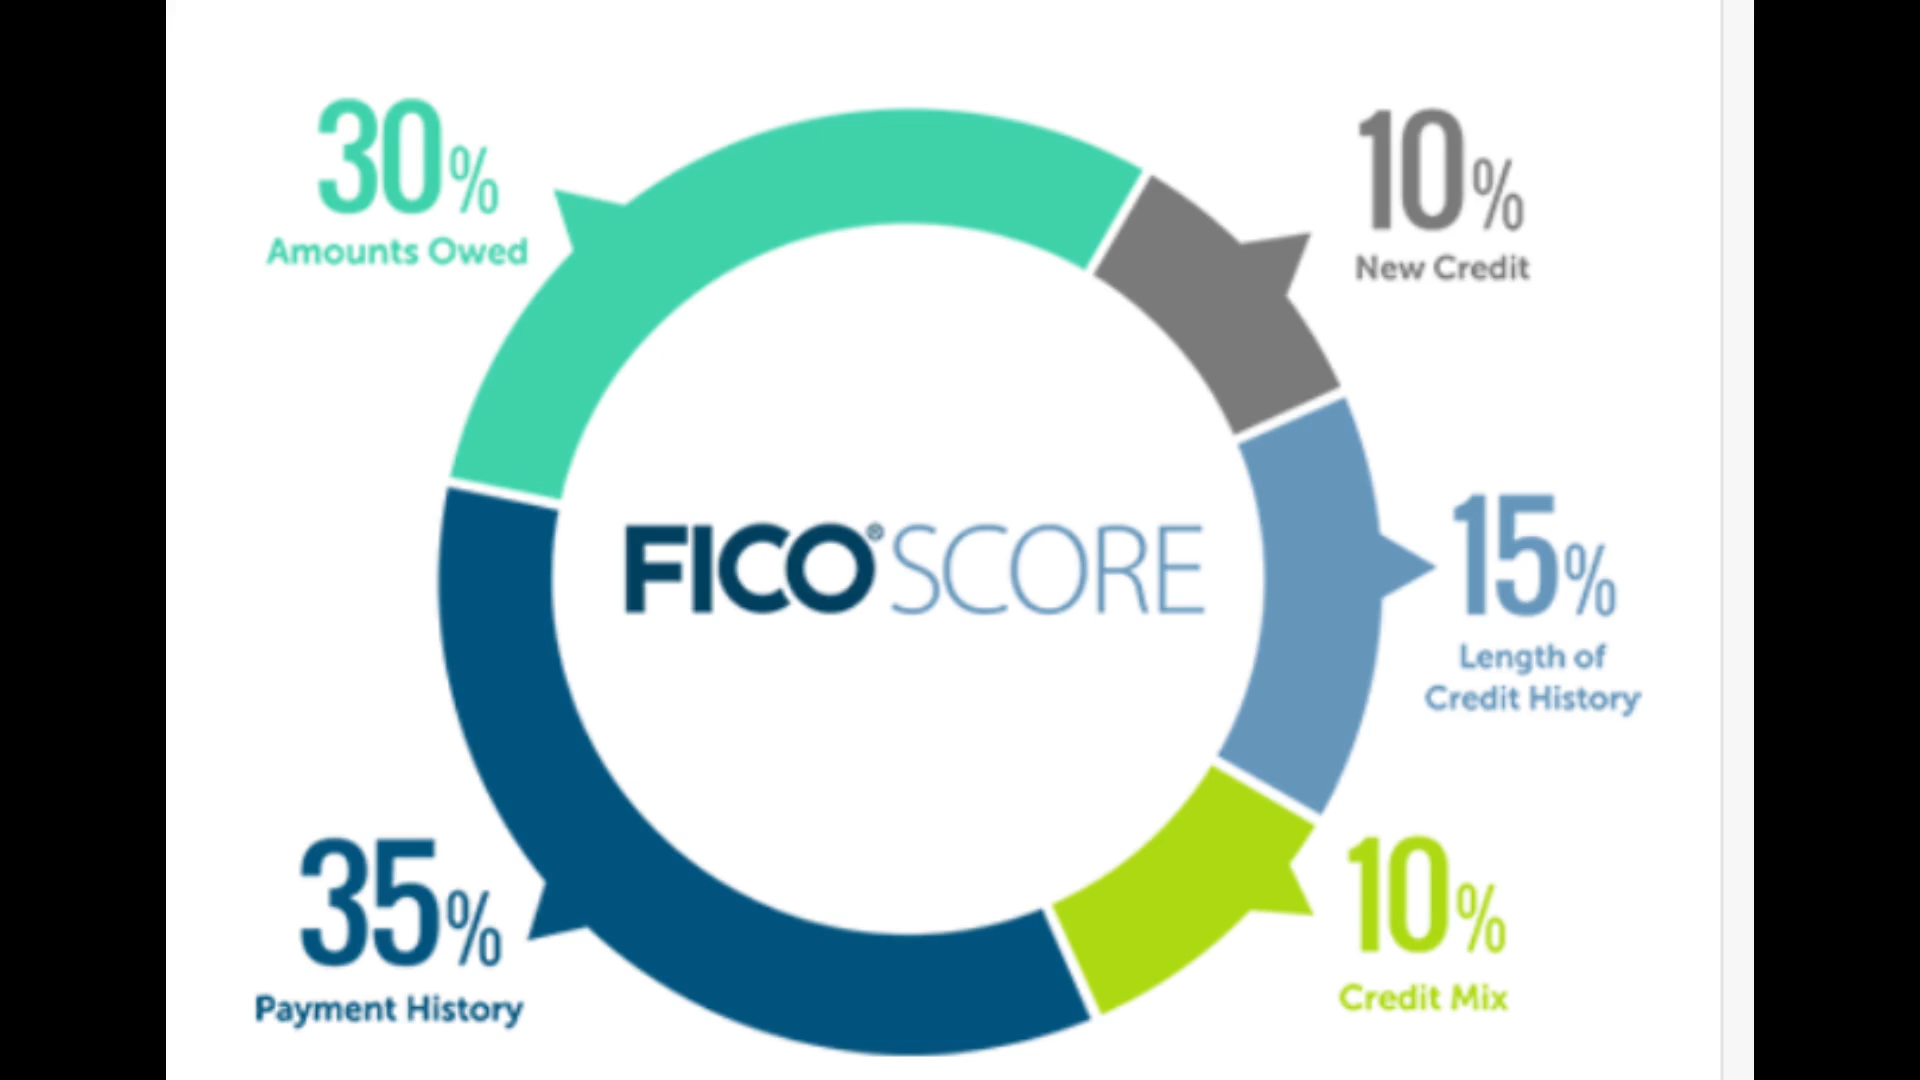 30%
Amounts Owed
10%
New Credit
FICO® SCORE
15%
Length of
Credit History
35%
Payment History
10%
Credit Mix